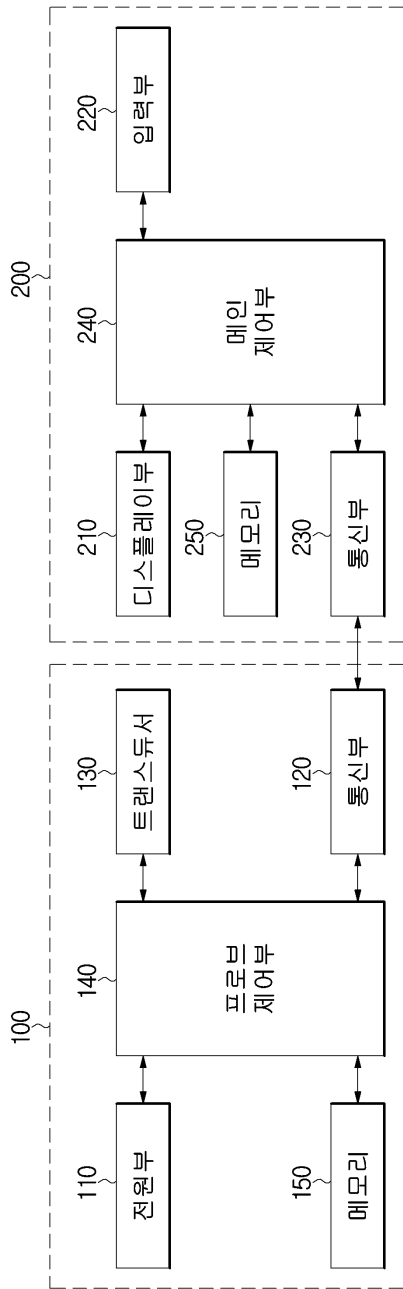 100
110
전원부
140
프로브
제어부
130
트랜스듀서
150
메모리
120
통신부
200
210
디스플레이부
240
메인
제어부
220
입력부
250
메모리
230
통신부